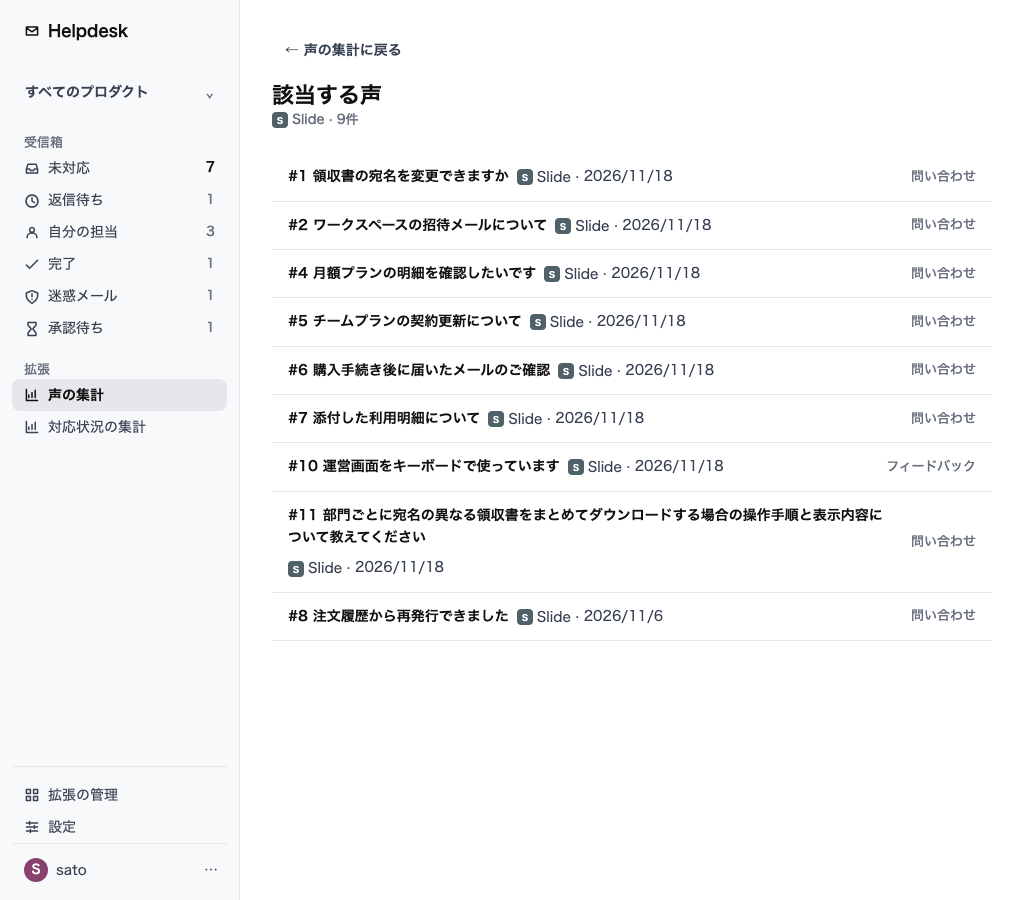 Helpdesk
すべてのプロダクト
受信箱
未対応 7
返信待ち 1
自分の担当 3
完了 1
迷惑メール 1
承認待ち 1
拡張
声の集計
対応状況の集計
拡張の管理
設定
S sato ...
← 声の集計に戻る
該当する声
s Slide · 9件
#1 領収書の宛名を変更できますか s Slide · 2026/11/18 問い合わせ
#2 ワークスペースの招待メールについて s Slide · 2026/11/18 問い合わせ
#4 月額プランの明細を確認したいです s Slide · 2026/11/18 問い合わせ
#5 チームプランの契約更新について s Slide · 2026/11/18 問い合わせ
#6 購入手続き後に届いたメールのご確認 s Slide · 2026/11/18 問い合わせ
#7 添付した利用明細について s Slide · 2026/11/18 問い合わせ
#10 運営画面をキーボードで使っています s Slide · 2026/11/18 フィードバック
#11 部門ごとに宛名の異なる領収書をまとめてダウンロードする場合の操作手順と表示内容に
ついて教えてください
s Slide · 2026/11/18 問い合わせ
#8 注文履歴から再発行できました s Slide · 2026/11/6 問い合わせ